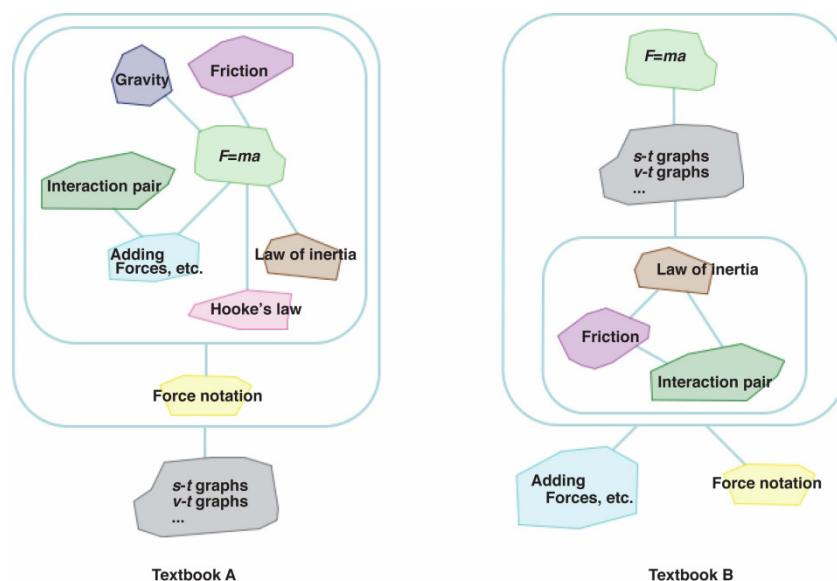 Gravity
Friction
F=ma
Interaction pair
Adding
Forces, etc.
Law of inertia
Hooke's law
Force notation
s-t graphs
v-t graphs
...
Textbook A
F=ma
s-t graphs
v-t graphs
...
Law of inertia
Friction
Interaction pair
Adding
Forces, etc.
Force notation
Textbook B